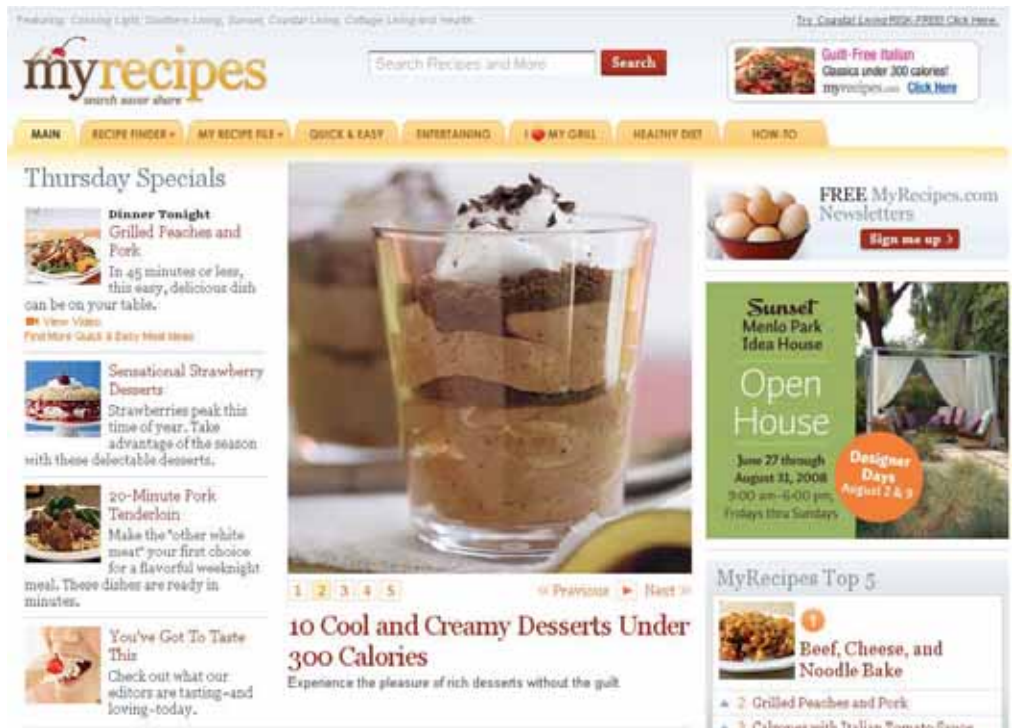 Featuring: Cooking Light, Southern Living, Sunset, Coastal Living, Cottage Living and Health
Try Coastal Living RISK-FREE! Click Here.
myrecipes
search savor share
Search Recipes and More
Search
Guilt-Free Italian
Classics under 300 calories!
myrecipes.com Click Here
MAIN
RECIPE FINDER
MY RECIPE FILE
QUICK & EASY
ENTERTAINING
I MY GRILL
HEALTHY DIET
HOW-TO
Thursday Specials
Dinner Tonight
Grilled Peaches and
Pork
In 45 minutes or less,
this easy, delicious dish
can be on your table.
View Video
Find More Quick & Easy Meal Ideas
Sensational Strawberry
Desserts
Strawberries peak this
time of year. Take
advantage of the season
with these delectable desserts.
20-Minute Pork
Tenderloin
Make the "other white
meat" your first choice
for a flavorful weeknight
meal. These dishes are ready in
minutes.
You've Got To Taste
This
Check out what our
editors are tasting–and
loving–today.
1 2 3 4 5
« Previous Next »
10 Cool and Creamy Desserts Under
300 Calories
Experience the pleasure of rich desserts without the guilt
FREE MyRecipes.com
Newsletters
Sign me up >
Sunset
Menlo Park
Idea House
Open
House
June 27 through
August 31, 2008
9:00 am–6:00 pm,
Fridays thru Sundays
Designer
Days
August 2 & 9
MyRecipes Top 5
1
Beef, Cheese, and
Noodle Bake
2 Grilled Peaches and Pork
3 with Italian Tomato Sauce